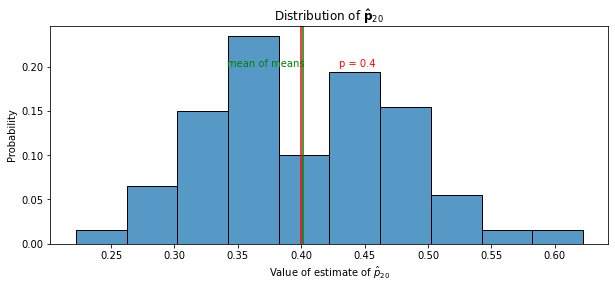 Distribution of p̂₂₀
Probability
0.20
0.15
0.10
0.05
0.00
mean of means
p = 0.4
0.25 0.30 0.35 0.40 0.45 0.50 0.55 0.60
Value of estimate of p̂₂₀